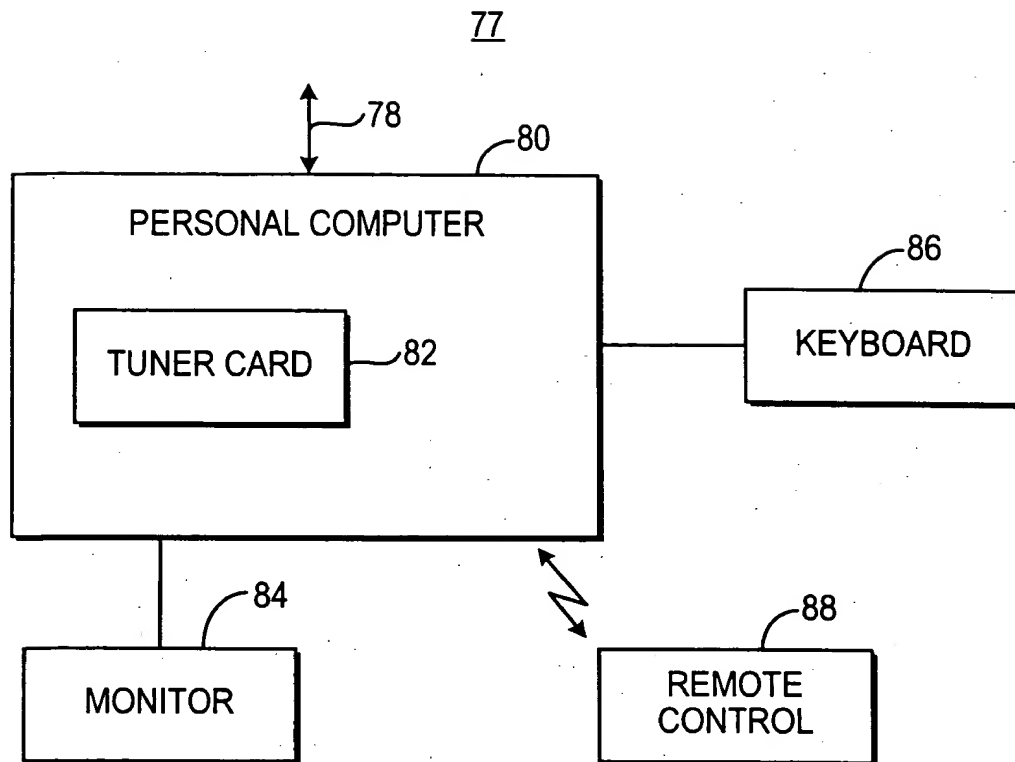 77
78
80
PERSONAL COMPUTER
86
TUNER CARD
82
KEYBOARD
84
88
MONITOR
REMOTE
CONTROL